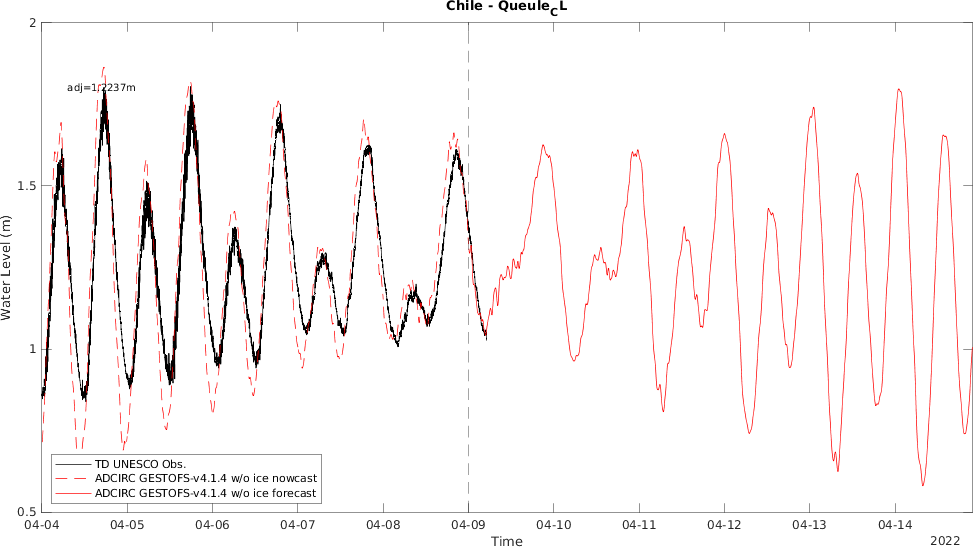 Chile - QueuleCL
2
adj=1.2237m
1.5
Water Level (m)
1
TD UNESCO Obs.
ADCIRC GESTOFS-v4.1.4 w/o ice nowcast
ADCIRC GESTOFS-v4.1.4 w/o ice forecast
0.5
04-04 04-05 04-06 04-07 04-08 04-09 04-10 04-11 04-12 04-13 04-14
Time
2022